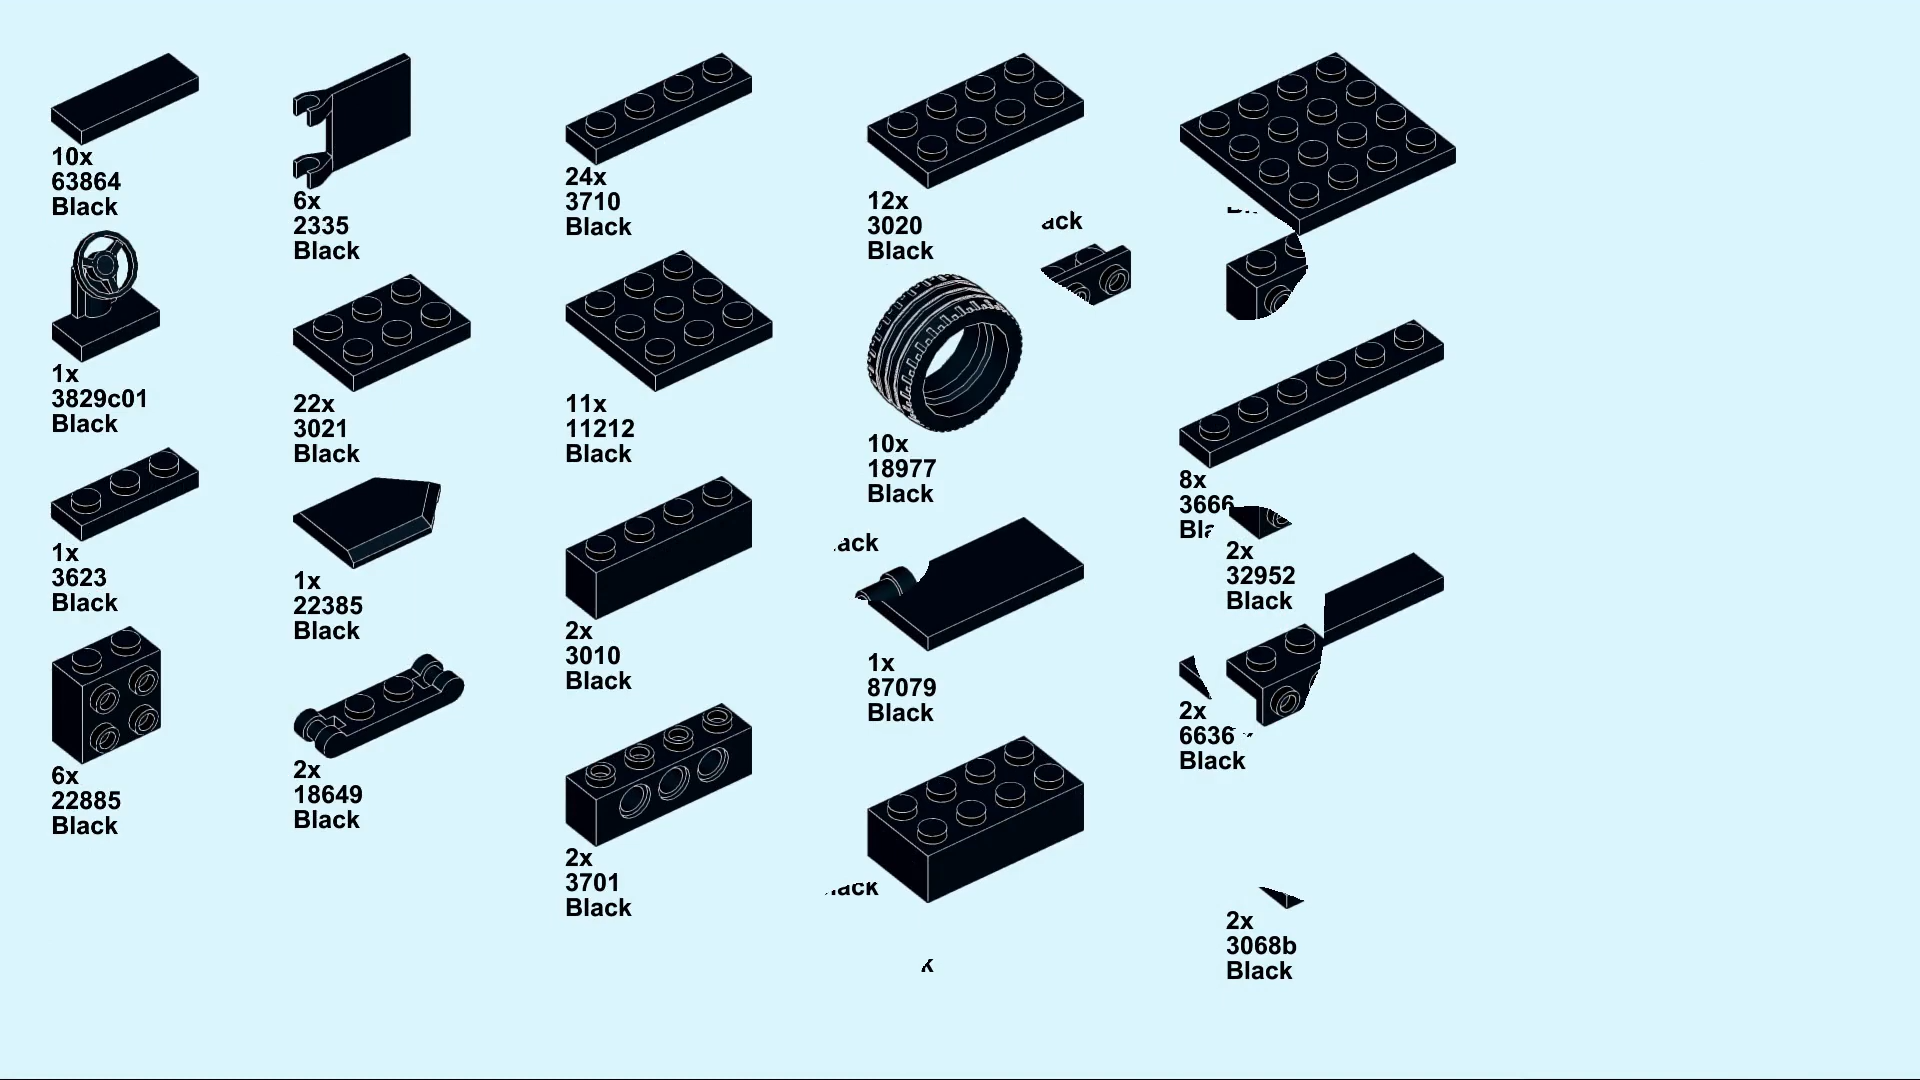 10x
63864
Black
1x
3829c01
Black
1x
3623
Black
6x
22885
Black
6x
2335
Black
22x
3021
Black
1x
22385
Black
2x
18649
Black
24x
3710
Black
11x
11212
Black
2x
3010
Black
2x
3701
Black
12x
3020
Black
ack
10x
18977
Black
ack
1x
87079
Black
ack
k
8x
3666
Bla
2x
32952
Black
2x
6636
Black
2x
3068b
Black